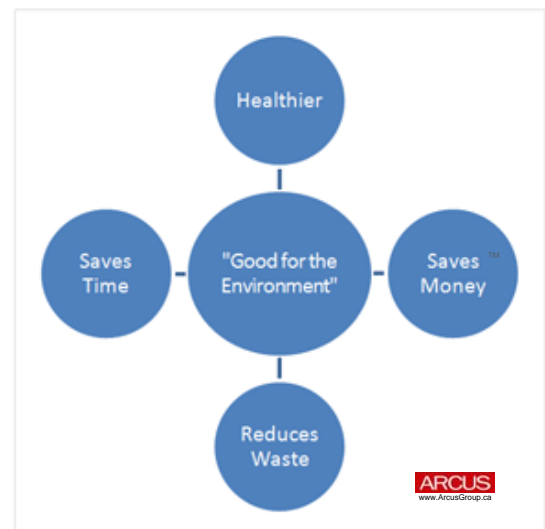 Healthier
Saves
Time
"Good for the
Environment"
Saves ™
Money
Reduces
Waste
ARCUS
www.ArcusGroup.ca